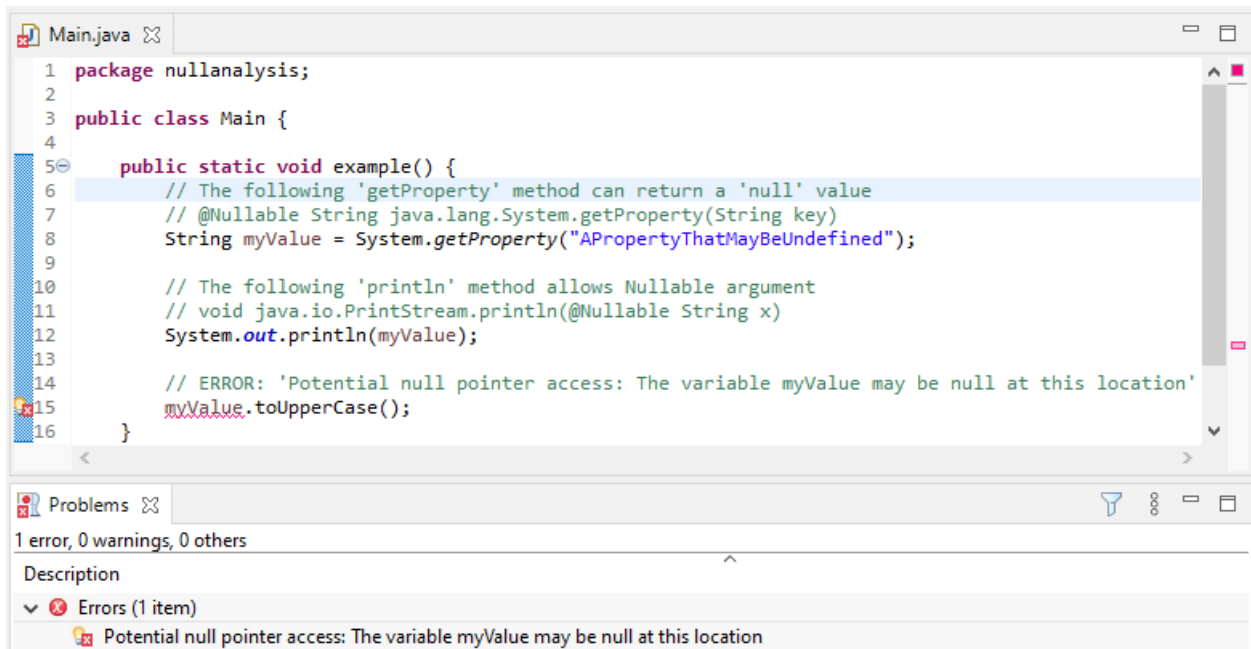 Main.java
1 package nullanalysis;
2
3 public class Main {
4
5     public static void example() {
6         // The following 'getProperty' method can return a 'null' value
7         // @Nullable String java.lang.System.getProperty(String key)
8         String myValue = System.getProperty("APropertyThatMayBeUndefined");
9
10         // The following 'println' method allows Nullable argument
11         // void java.io.PrintStream.println(@Nullable String x)
12         System.out.println(myValue);
13
14         // ERROR: 'Potential null pointer access: The variable myValue may be null at this location'
15         myValue.toUpperCase();
16     }
Problems
1 error, 0 warnings, 0 others
Description
Errors (1 item)
Potential null pointer access: The variable myValue may be null at this location